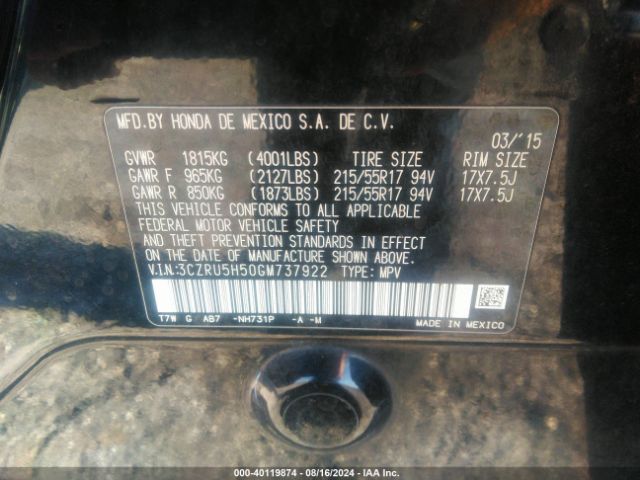 MFD.BY HONDA DE MEXICO S.A. DE C.V.
03/'15
GVWR 1815KG (4001LBS) TIRE SIZE RIM SIZE
GAWR F 965KG (2127LBS) 215/55R17 94V 17X7.5J
GAWR R 850KG (1873LBS) 215/55R17 94V 17X7.5J
THIS VEHICLE CONFORMS TO ALL APPLICABLE
FEDERAL MOTOR VEHICLE SAFETY
AND THEFT PREVENTION STANDARDS IN EFFECT
ON THE DATE OF MANUFACTURE SHOWN ABOVE.
V.I.N.3CZRU5H50GM737922 TYPE: MPV
T7W G AB7 -NH731P -A -M
MADE IN MEXICO
000-40119874 - 08/16/2024 - IAA Inc.